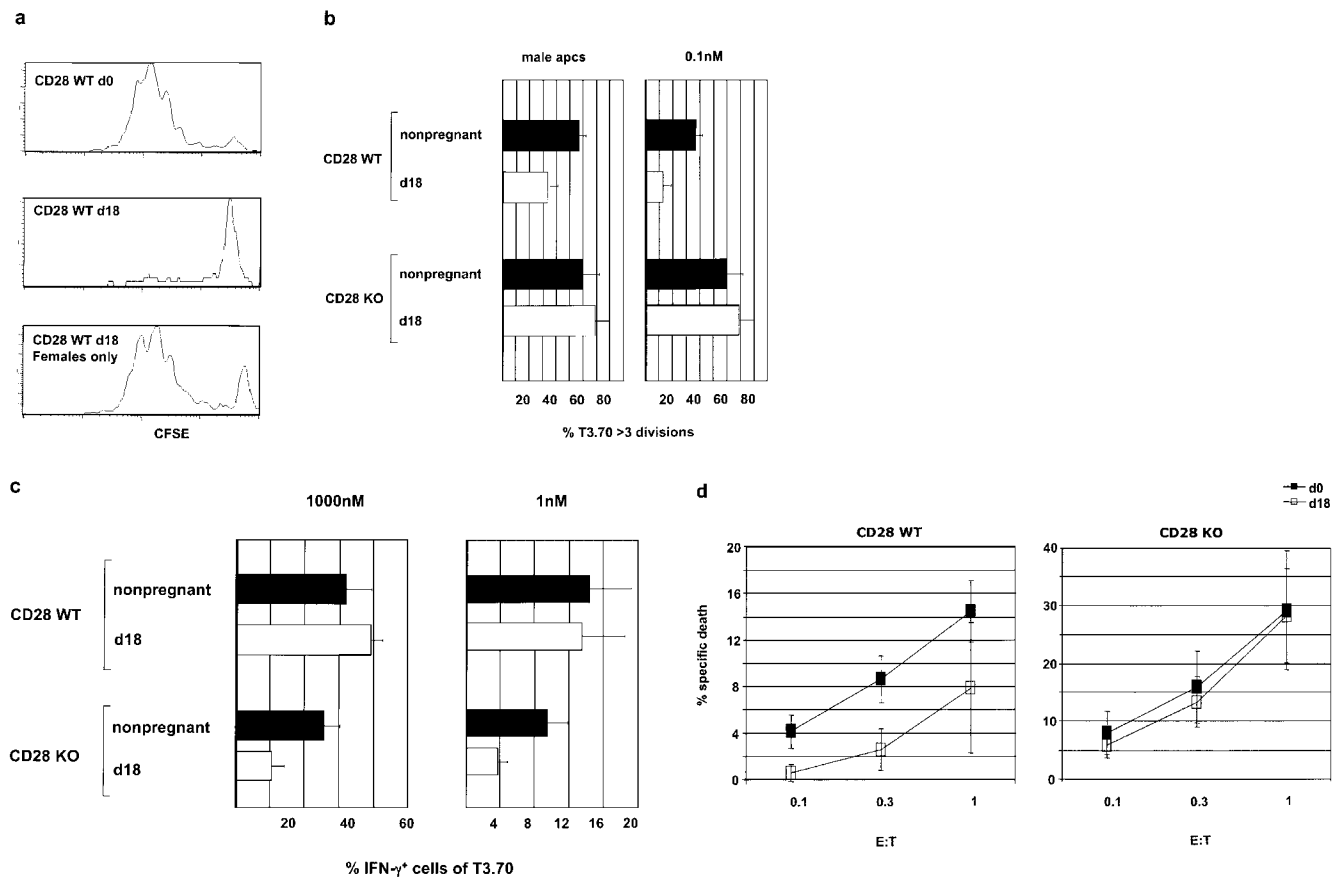 a
CD28 WT d0
CD28 WT d18
CD28 WT d18
Females only
CFSE
b
male apcs
0.1nM
CD28 WT
nonpregnant
d18
CD28 KO
nonpregnant
d18
20 40 60 80
20 40 60 80
% T3.70 >3 divisions
c
1000nM
1nM
CD28 WT
nonpregnant
d18
CD28 KO
nonpregnant
d18
20 40 60
4 8 12 16 20
% IFN-γ+ cells of T3.70
d
d0
d18
CD28 WT
% specific death
20
16
14
12
8
4
0
0.1 0.3 1
E:T
CD28 KO
40
30
20
10
0
0.1 0.3 1
E:T